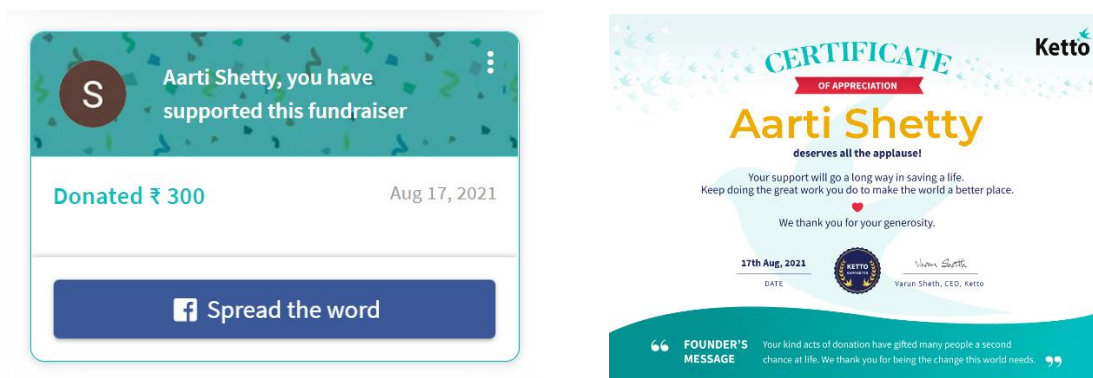 S
Aarti Shetty, you have
supported this fundraiser
Donated ₹ 300
Aug 17, 2021
Spread the word
Ketto
CERTIFICATE
OF APPRECIATION
Aarti Shetty
deserves all the applause!
Your support will go a long way in saving a life.
Keep doing the great work you do to make the world a better place.
We thank you for your generosity.
17th Aug, 2021
DATE
KETTO
Varun Sheth
Varun Sheth, CEO, Ketto
FOUNDER'S
MESSAGE
Your kind acts of donation have gifted many people a second
chance at life. We thank you for being the change this world needs.